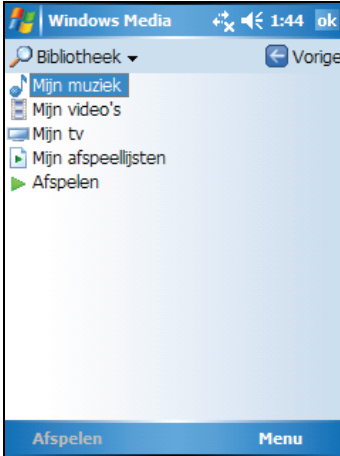 Windows Media 1:44 ok
Bibliotheek Vorige
Mijn muziek
Mijn video's
Mijn tv
Mijn afspeellijsten
Afspelen
Afspelen Menu